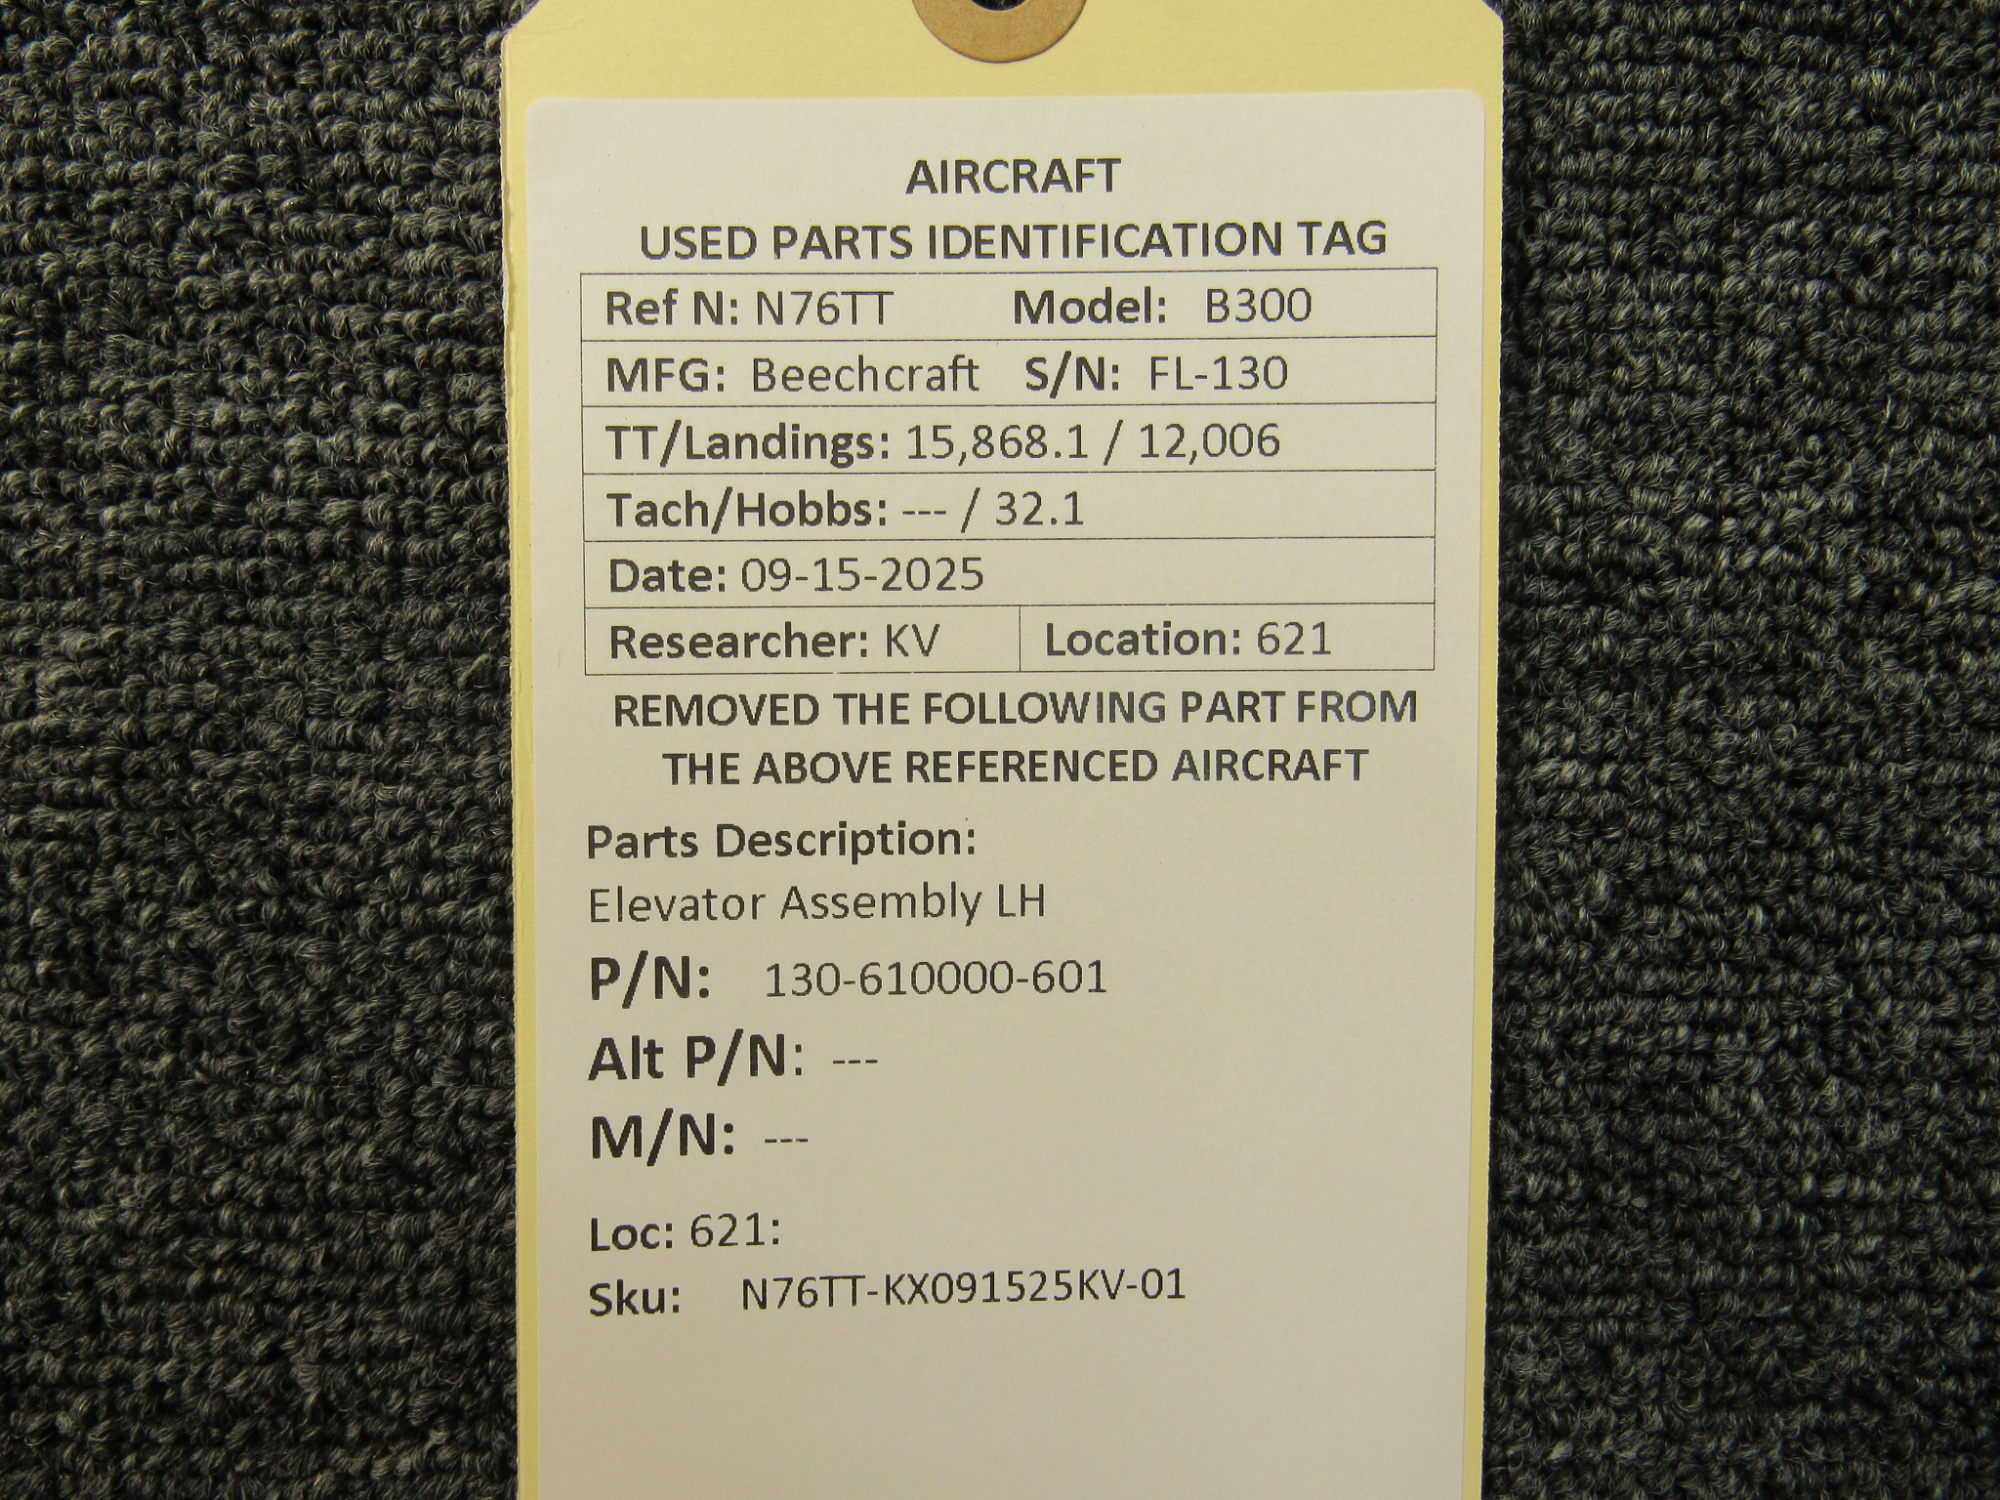 AIRCRAFT
USED PARTS IDENTIFICATION TAG
Ref N: N76TT Model: B300
MFG: Beechcraft S/N: FL-130
TT/Landings: 15,868.1 / 12,006
Tach/Hobbs: --- / 32.1
Date: 09-15-2025
Researcher: KV Location: 621
REMOVED THE FOLLOWING PART FROM
THE ABOVE REFERENCED AIRCRAFT
Parts Description:
Elevator Assembly LH
P/N: 130-610000-601
Alt P/N: ---
M/N: ---
Loc: 621:
Sku: N76TT-KX091525KV-01